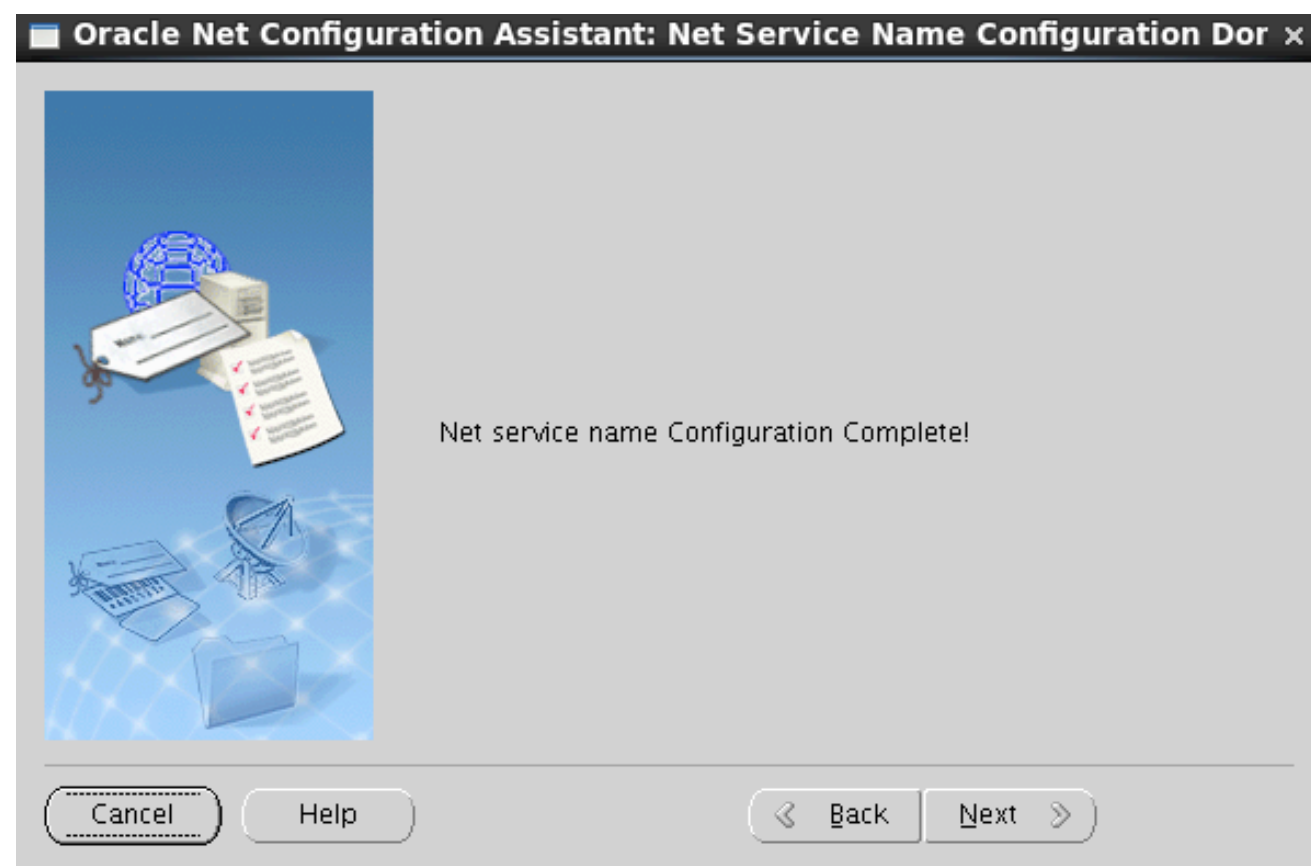 Oracle Net Configuration Assistant: Net Service Name Configuration Dor
Net service name Configuration Complete!
Cancel
Help
Back
Next